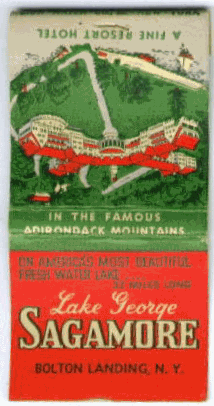 A FINE RESORT HOTEL
IN THE FAMOUS
ADIRONDACK MOUNTAINS
ON AMERICA'S MOST BEAUTIFUL
FRESH WATER LAKE
32 MILES LONG
Lake George
SAGAMORE
BOLTON LANDING, N. Y.